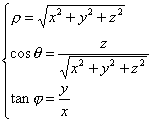 ρ = √(x² + y² + z²)
cos θ = z / √(x² + y² + z²)
tan φ = y / x